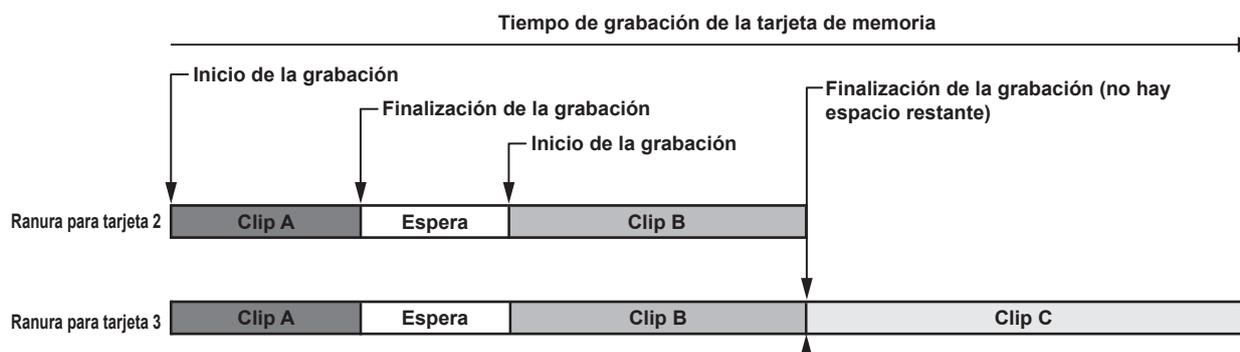 Tiempo de grabación de la tarjeta de memoria
Inicio de la grabación
Finalización de la grabación
Inicio de la grabación
Finalización de la grabación (no hay
espacio restante)
Ranura para tarjeta 2
Clip A
Espera
Clip B
Ranura para tarjeta 3
Clip A
Espera
Clip B
Clip C